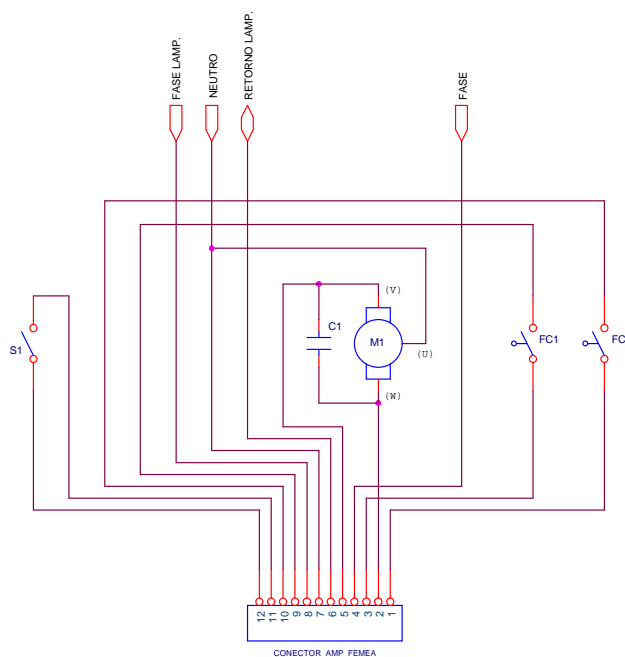 FASE LAMP.
NEUTRO
RETORNO LAMP.
FASE
(V)
C1
M1
(U)
S1
FC1
FC
(W)
12
11
10
9
8
7
6
5
4
3
2
1
CONECTOR AMP FEMEA